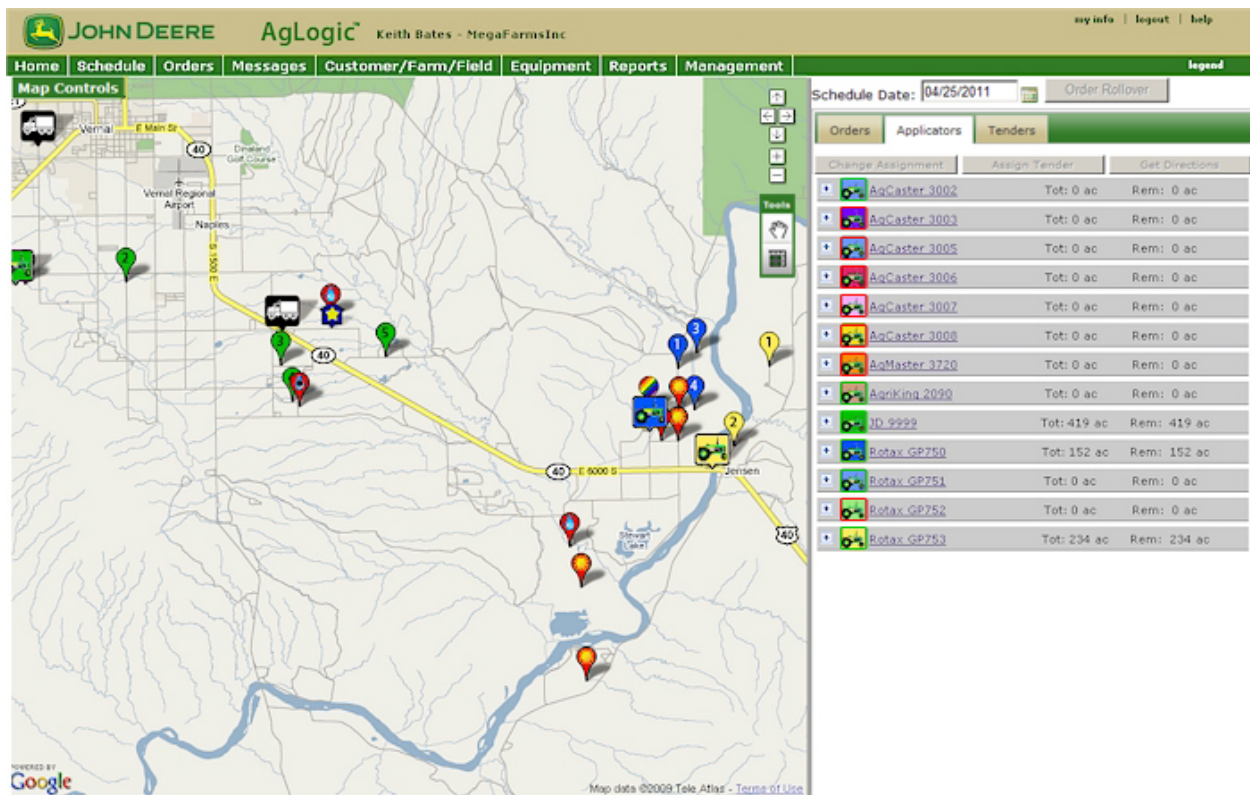 my info | logout | help
JOHN DEERE AgLogic™ Keith Bates - MegaFarmsInc
Home Schedule Orders Messages Customer/Farm/Field Equipment Reports Management legend
Map Controls
Schedule Date: 04/25/2011 Order Rollover
Orders Applicators Tenders
Change Assignment Assign Tender Get Directions
AgCaster 3002 Tot: 0 ac Rem: 0 ac
AgCaster 3003 Tot: 0 ac Rem: 0 ac
AgCaster 3005 Tot: 0 ac Rem: 0 ac
AgCaster 3006 Tot: 0 ac Rem: 0 ac
AgCaster 3007 Tot: 0 ac Rem: 0 ac
AgCaster 3008 Tot: 0 ac Rem: 0 ac
AgMaster 3720 Tot: 0 ac Rem: 0 ac
AgriKing 2090 Tot: 0 ac Rem: 0 ac
JD 9999 Tot: 419 ac Rem: 419 ac
Rotax GP750 Tot: 152 ac Rem: 152 ac
Rotax GP751 Tot: 0 ac Rem: 0 ac
Rotax GP752 Tot: 0 ac Rem: 0 ac
Rotax GP753 Tot: 234 ac Rem: 234 ac
Vernal
E Main St
40
Dinaland
Golf Course
Vernal Regional
Airport
Naples
S 1500 E
Tools
2
3
5
40
1
3
4
1
2
40
E 6000 S
Jensen
Stewart
Lake
40
POWERED BY
Google
Map data ©2009 Tele Atlas - Terms of Use